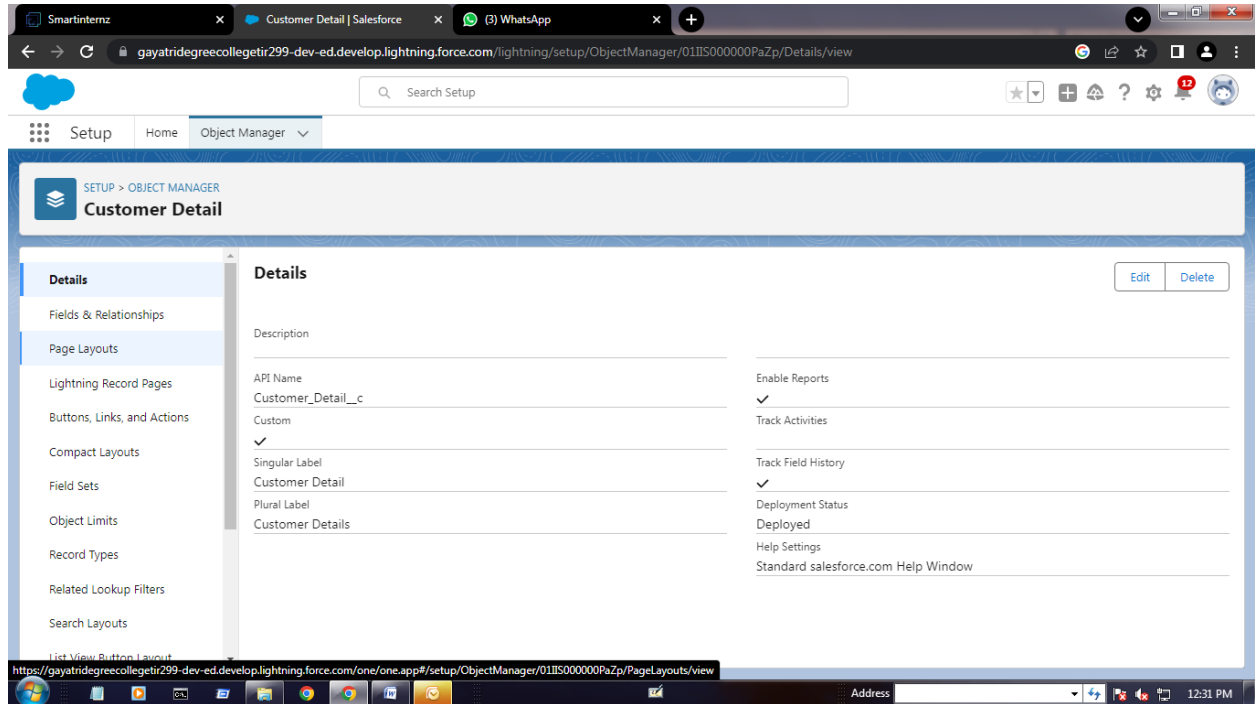 Smartinternz
Customer Detail | Salesforce
(3) WhatsApp
gayatridegreecollegetir299-dev-ed.develop.lightning.force.com/lightning/setup/ObjectManager/01IIS000000PaZp/Details/view
Search Setup
12
Setup
Home
Object Manager
SETUP > OBJECT MANAGER
Customer Detail
Details
Fields & Relationships
Page Layouts
Lightning Record Pages
Buttons, Links, and Actions
Compact Layouts
Field Sets
Object Limits
Record Types
Related Lookup Filters
Search Layouts
List View Button Layout
Details
Edit
Delete
Description
API Name
Customer_Detail__c
Custom
Singular Label
Customer Detail
Plural Label
Customer Details
Enable Reports
Track Activities
Track Field History
Deployment Status
Deployed
Help Settings
Standard salesforce.com Help Window
https://gayatridegreecollegetir299-dev-ed.develop.lightning.force.com/one/one.app#/setup/ObjectManager/01IIS000000PaZp/PageLayouts/view
Address
12:31 PM